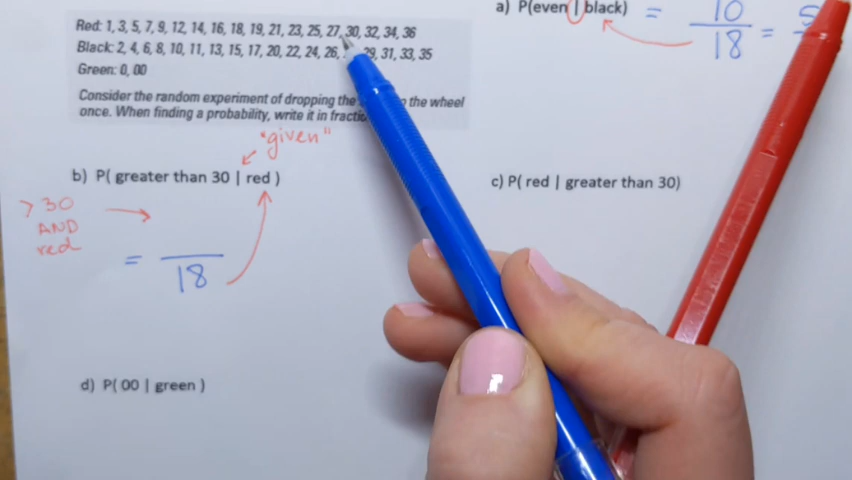 Red: 1, 3, 5, 7, 9, 12, 14, 16, 18, 19, 21, 23, 25, 27, 30, 32, 34, 36
Black: 2, 4, 6, 8, 10, 11, 13, 15, 17, 20, 22, 24, 26, 29, 31, 33, 35
Green: 0, 00
Consider the random experiment of dropping the the wheel
once. When finding a probability, write it in
a) P(even | black) = 10/18 = 5
"given"
b) P( greater than 30 | red )
> 30
AND
red
= /18
c) P( red | greater than 30)
d) P( 00 | green )